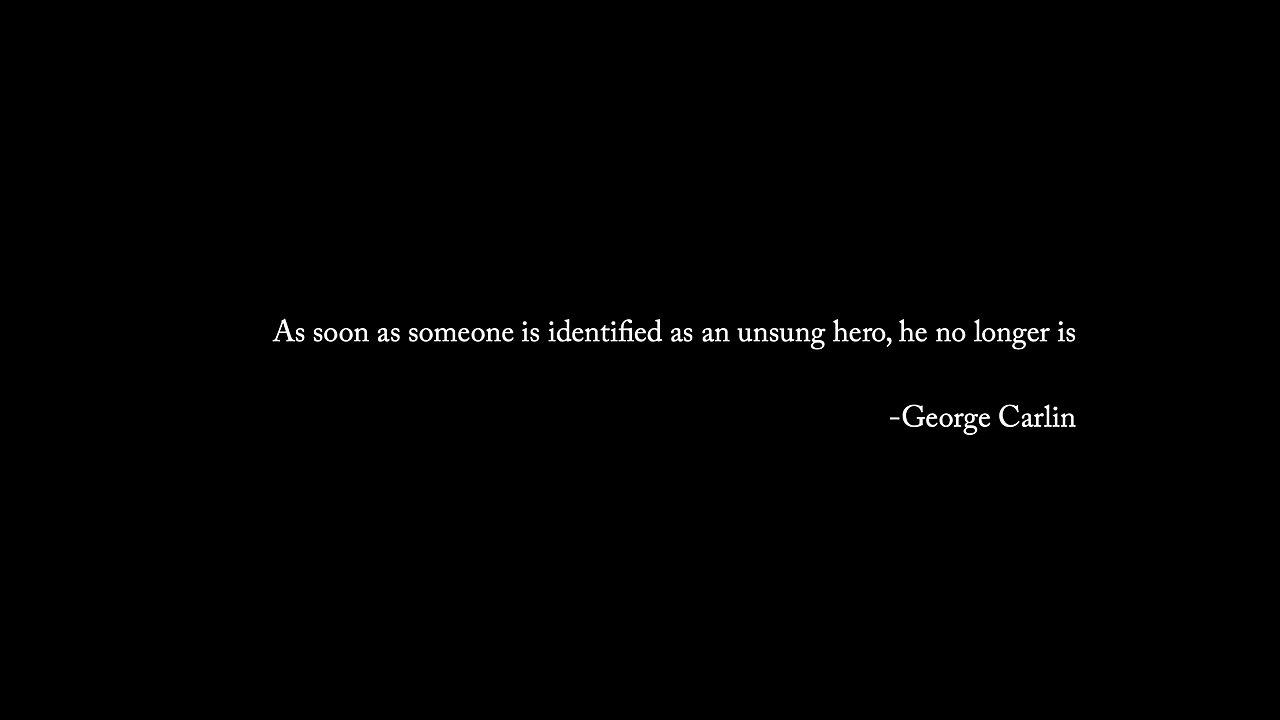 As soon as someone is identified as an unsung hero, he no longer is
-George Carlin